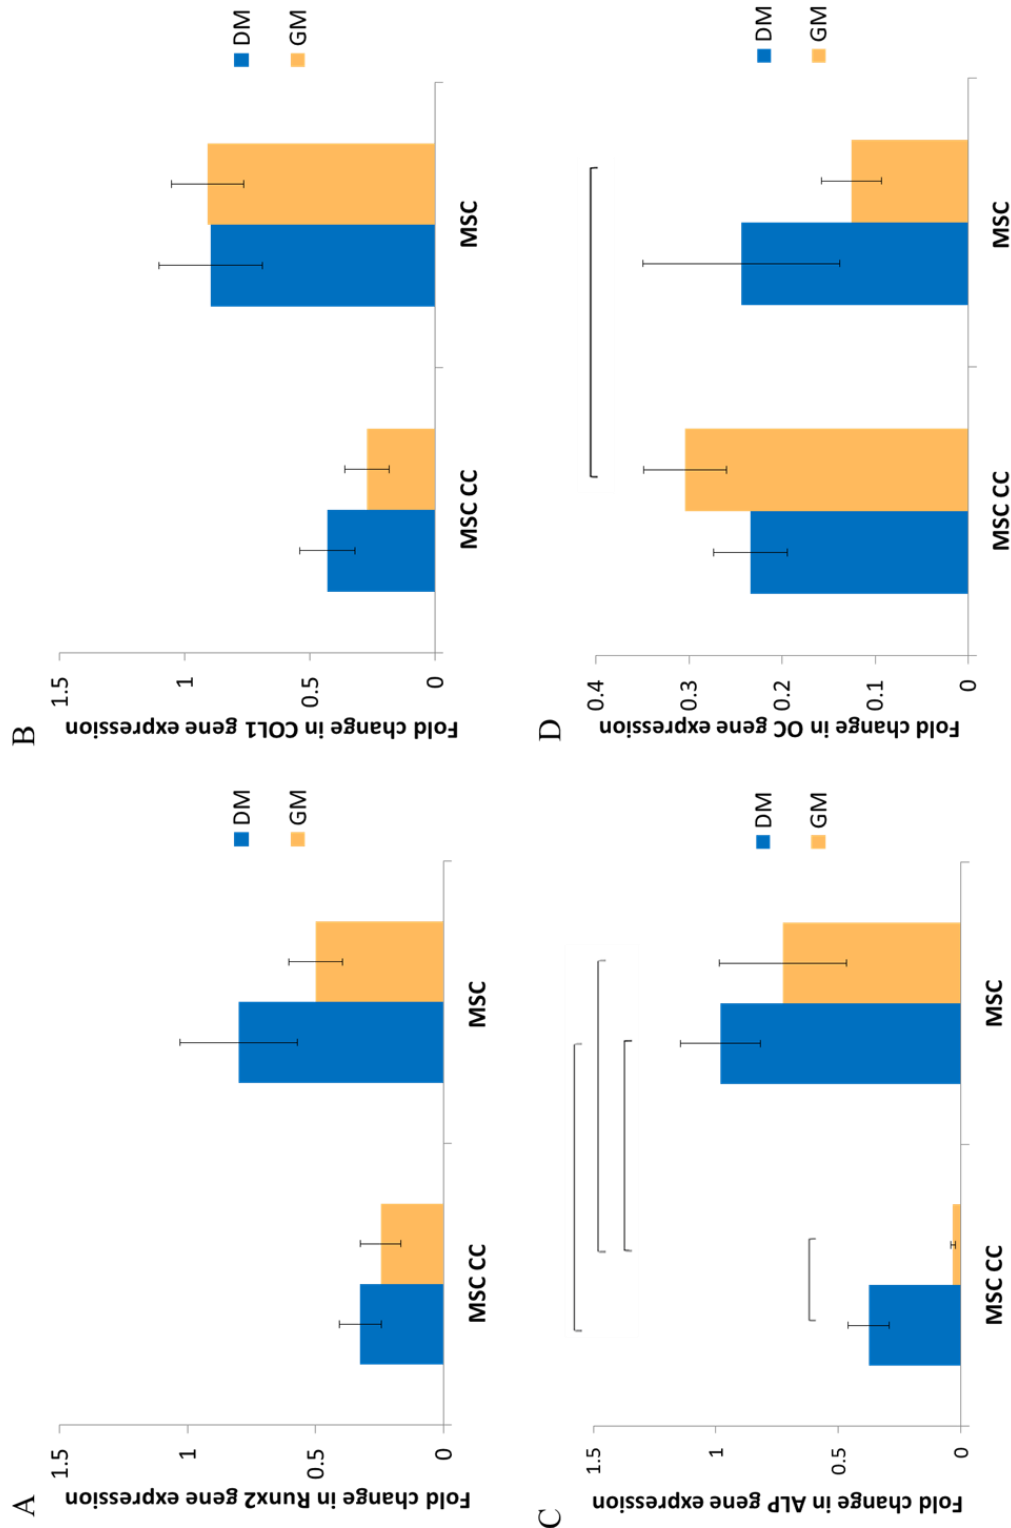 A
Fold change in Runx2 gene expression
1.5
1
0.5
0
MSC CC
MSC
DM
GM
B
Fold change in COL1 gene expression
1.5
1
0.5
0
MSC CC
MSC
DM
GM
C
Fold change in ALP gene expression
1.5
1
0.5
0
MSC CC
MSC
DM
GM
D
Fold change in OC gene expression
0.4
0.3
0.2
0.1
0
MSC CC
MSC
DM
GM